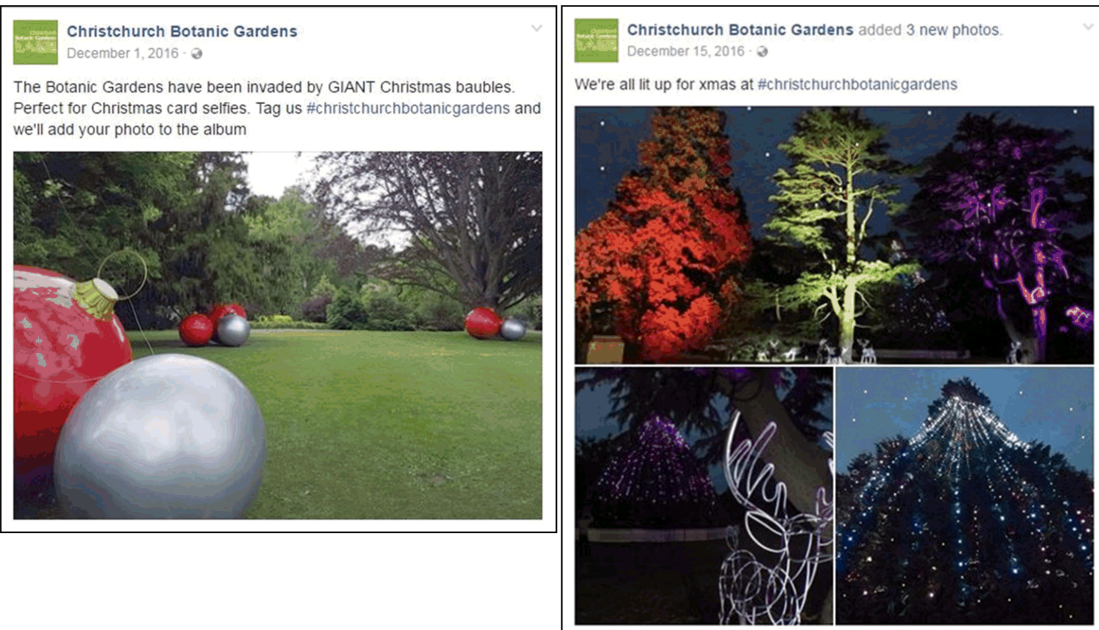 Christchurch Botanic Gardens
December 1, 2016 ·
The Botanic Gardens have been invaded by GIANT Christmas baubles.
Perfect for Christmas card selfies. Tag us #christchurchbotanicgardens and
we'll add your photo to the album
Christchurch Botanic Gardens added 3 new photos.
December 15, 2016 ·
We're all lit up for xmas at #christchurchbotanicgardens